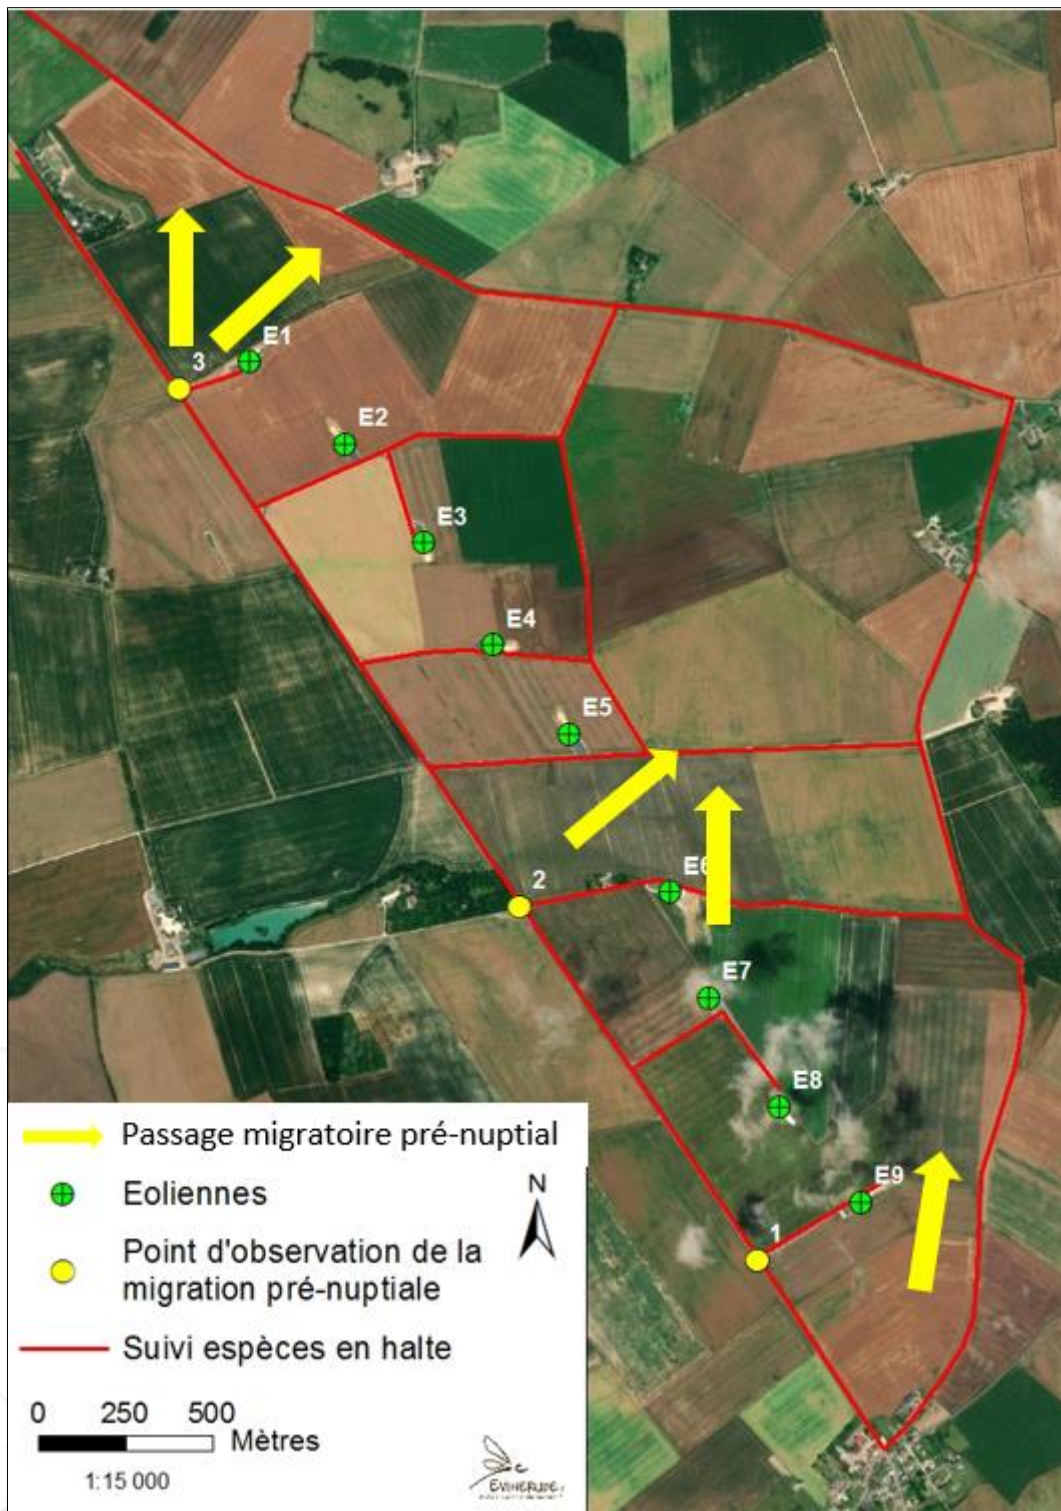 E1
3
E2
E3
E4
E5
2
E6
E7
E8
E9
1
Passage migratoire pré-nuptial
Eoliennes
N
Point d'observation de la
migration pré-nuptiale
Suivi espèces en halte
0 250 500
Mètres
1:15 000
EVINERUDE